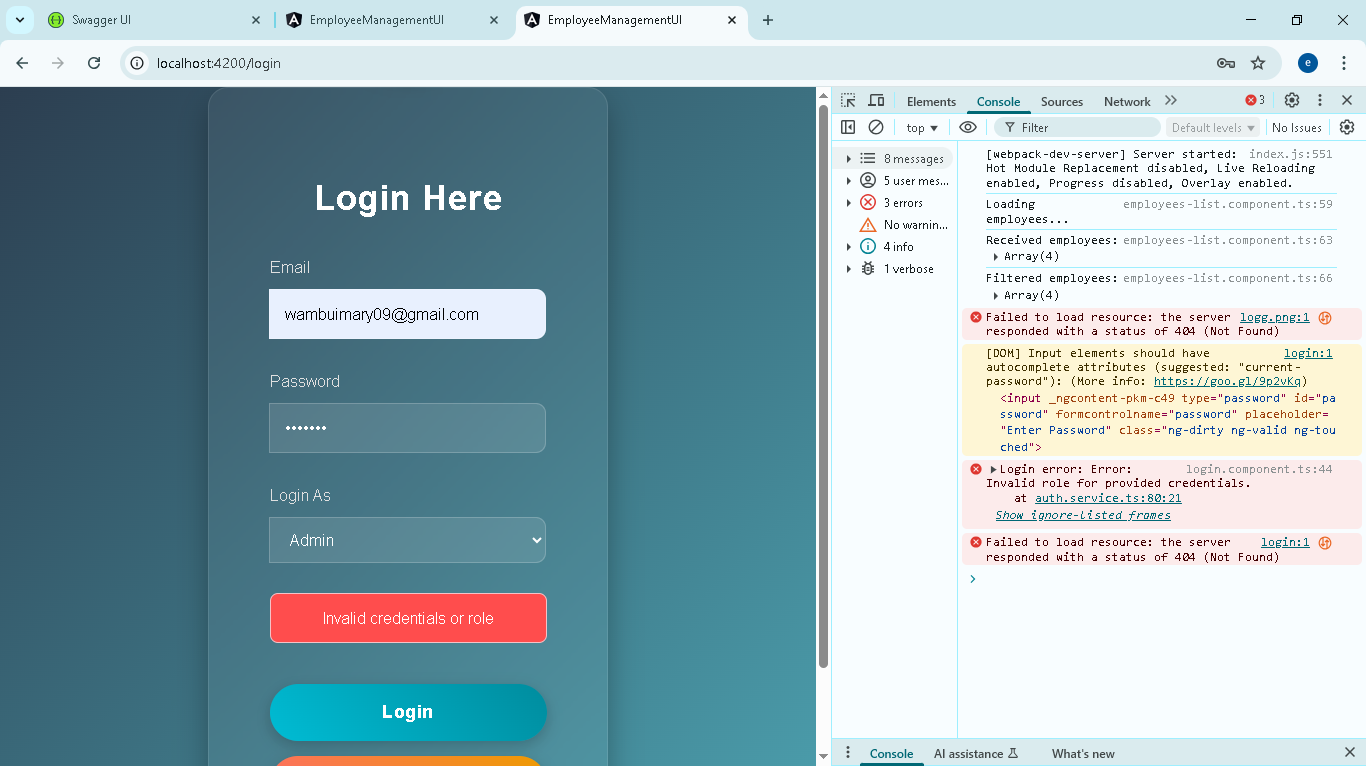 Swagger UI
EmployeeManagementUI
EmployeeManagementUI
localhost:4200/login
e
Login Here
Email
wambuimary09@gmail.com
Password
Login As
Admin
Invalid credentials or role
Login
Elements
Console
Sources
Network
3
top
Filter
Default levels
No Issues
8 messages
5 user mes...
3 errors
No warnin...
4 info
1 verbose
[webpack-dev-server] Server started: index.js:551
Hot Module Replacement disabled, Live Reloading
enabled, Progress disabled, Overlay enabled.
Loading employees-list.component.ts:59
employees...
Received employees: employees-list.component.ts:63
Array(4)
Filtered employees: employees-list.component.ts:66
Array(4)
Failed to load resource: the server logg.png:1
responded with a status of 404 (Not Found)
[DOM] Input elements should have login:1
autocomplete attributes (suggested: "current-
password"): (More info: https://goo.gl/9p2vKq)
<input _ngcontent-pkm-c49 type="password" id="pa
ssword" formcontrolname="password" placeholder=
"Enter Password" class="ng-dirty ng-valid ng-tou
ched">
Login error: Error: login.component.ts:44
Invalid role for provided credentials.
at auth.service.ts:80:21
Show ignore-listed frames
Failed to load resource: the server login:1
responded with a status of 404 (Not Found)
Console
AI assistance
What's new